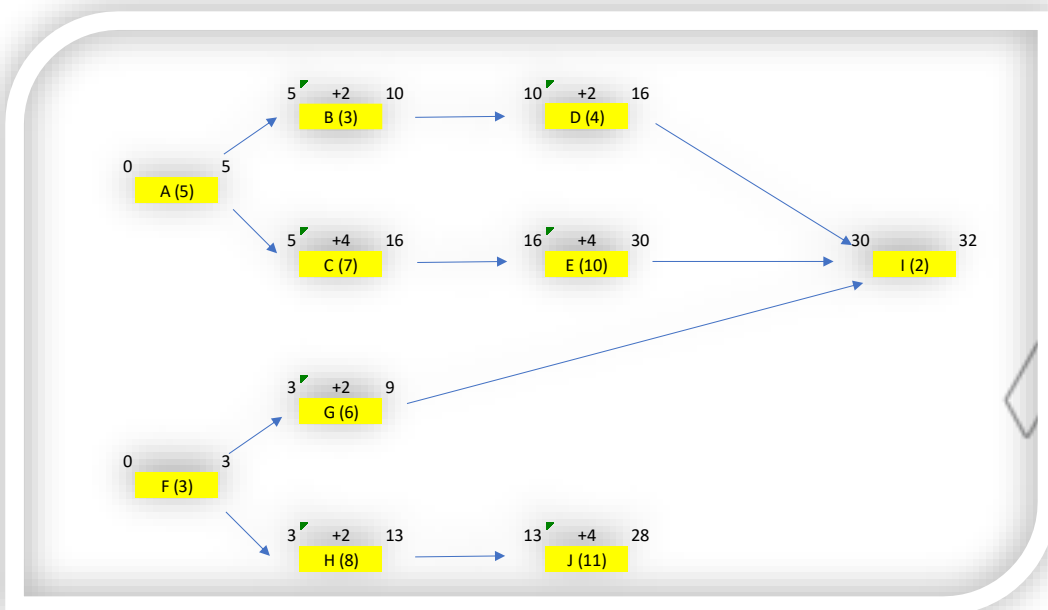 5 +2 10
B (3)
10 +2 16
D (4)
0 5
A (5)
5 +4 16
C (7)
16 +4 30
E (10)
30 32
I (2)
3 +2 9
G (6)
0 3
F (3)
3 +2 13
H (8)
13 +4 28
J (11)